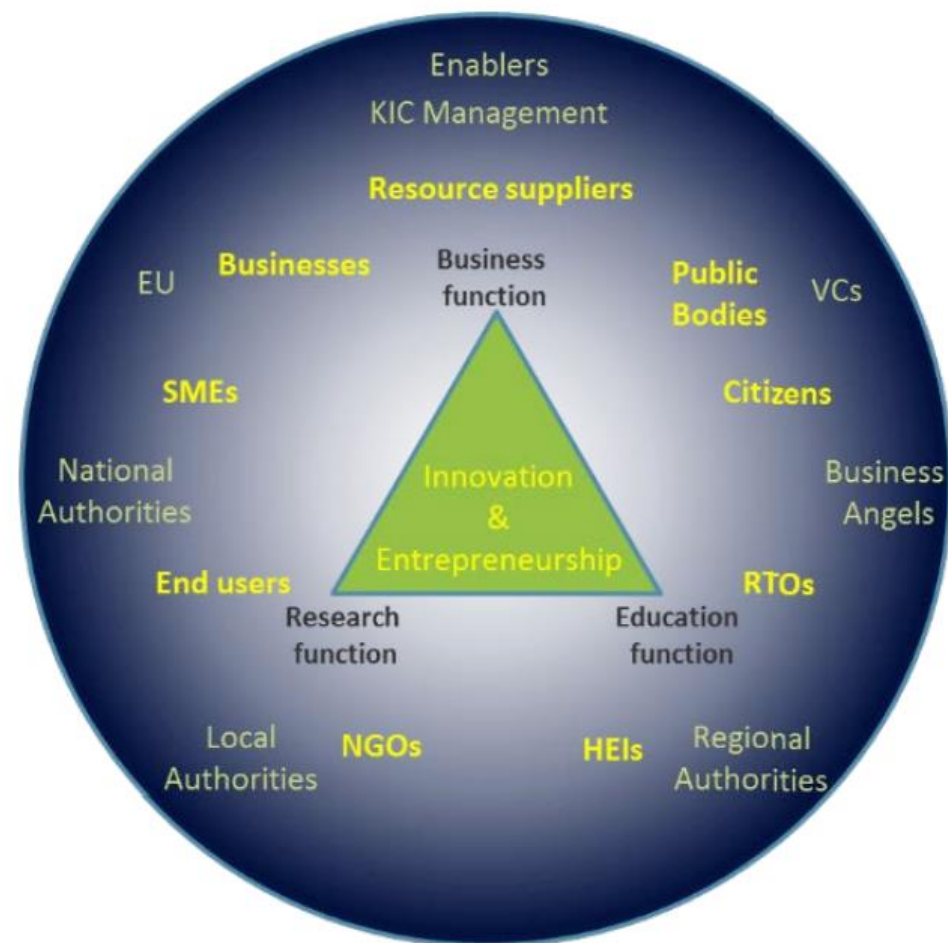 Enablers
KIC Management
Resource suppliers
Businesses
Business
function
Public
Bodies
EU
VCs
SMEs
Citizens
National
Authorities
Innovation
&
Entrepreneurship
Business
Angels
End users
RTOs
Research
function
Education
function
Local
Authorities
NGOs
HEIs
Regional
Authorities